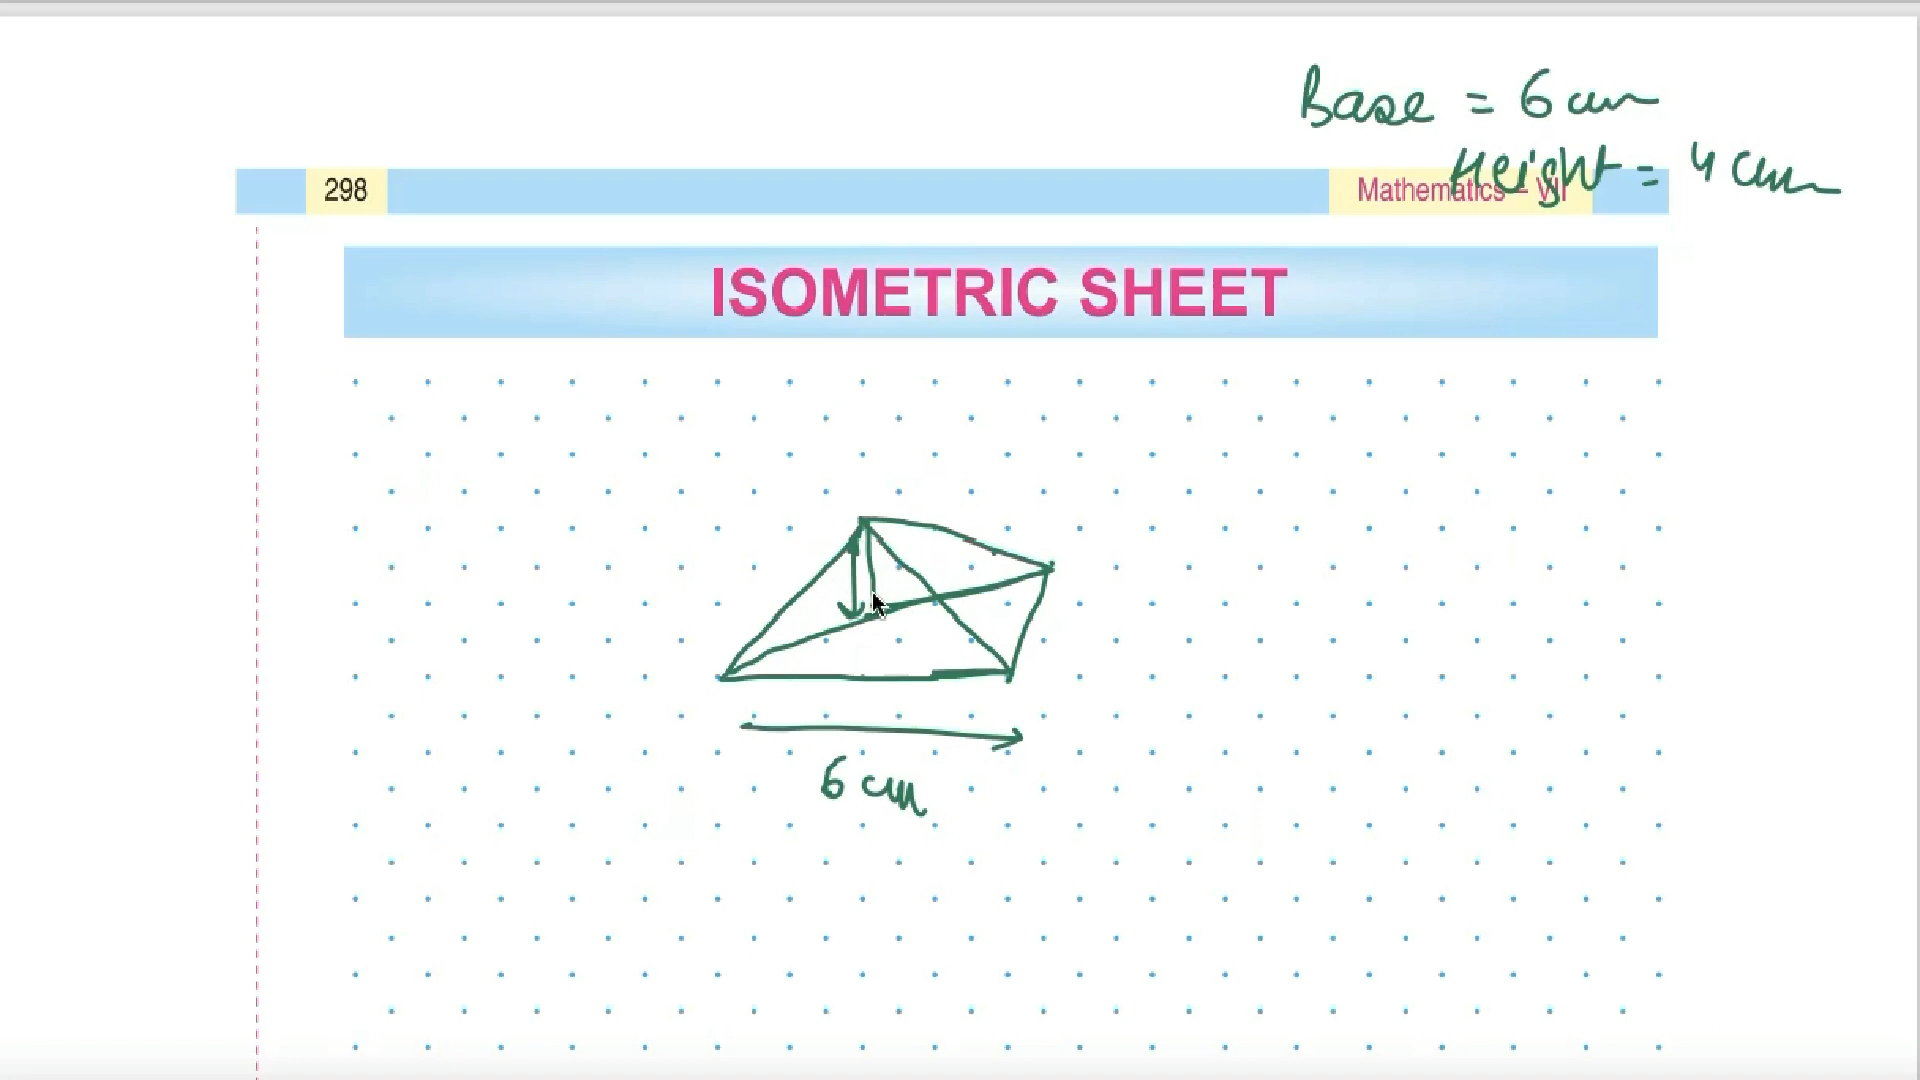 Base = 6 cm
Height = 4 cm
298
Mathematics – VII
ISOMETRIC SHEET
6 cm